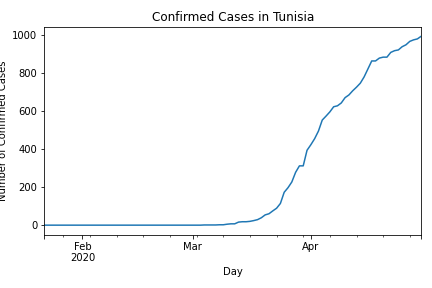 Confirmed Cases in Tunisia
Number of Confirmed Cases
1000
800
600
400
200
0
Feb
2020
Mar
Apr
Day